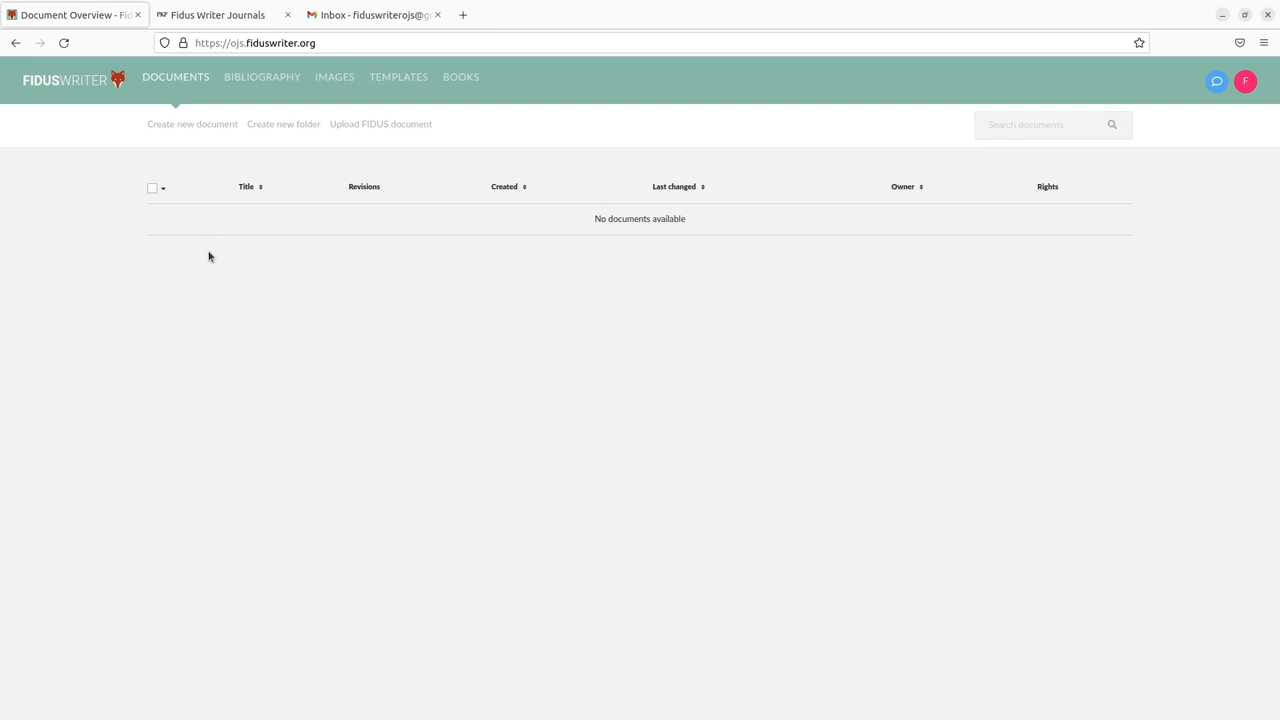 Document Overview - Fid
Fidus Writer Journals
Inbox - fiduswriterojs@g
https://ojs.fiduswriter.org
FIDUSWRITER
DOCUMENTS
BIBLIOGRAPHY
IMAGES
TEMPLATES
BOOKS
F
Create new document
Create new folder
Upload FIDUS document
Search documents
Title
Revisions
Created
Last changed
Owner
Rights
No documents available